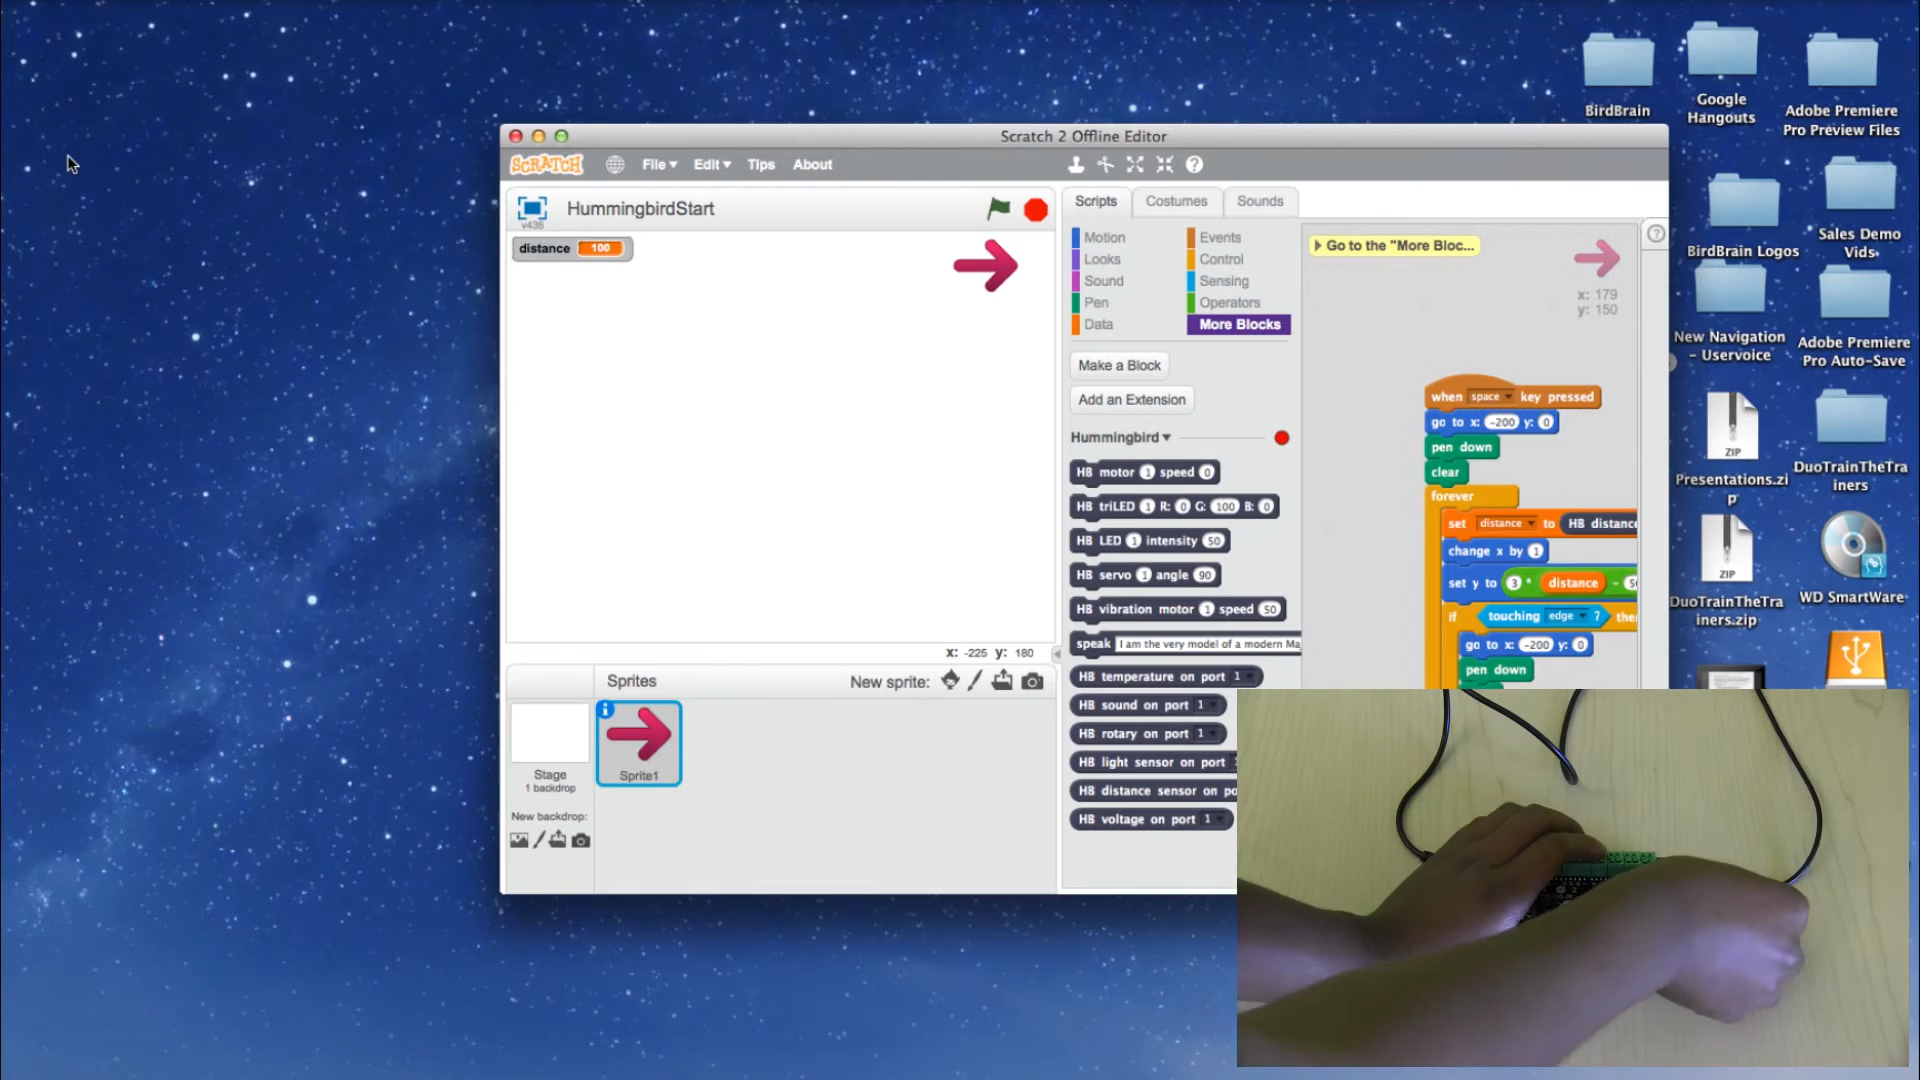 BirdBrain
Google
Hangouts
Adobe Premiere
Pro Preview Files
Scratch 2 Offline Editor
SCRATCH
File
Edit
Tips
About
HummingbirdStart
v436
distance 100
x: -225 y: 180
Sprites
New sprite:
Stage
1 backdrop
New backdrop:
Sprite1
Scripts
Costumes
Sounds
Motion
Looks
Sound
Pen
Data
Events
Control
Sensing
Operators
More Blocks
Make a Block
Add an Extension
Hummingbird
HB motor 1 speed 0
HB triLED 1 R: 0 G: 100 B: 0
HB LED 1 intensity 50
HB servo 1 angle 90
HB vibration motor 1 speed 50
speak I am the very model of a modern Ma
HB temperature on port 1
HB sound on port 1
HB rotary on port 1
HB light sensor on port
HB distance sensor on po
HB voltage on port 1
Go to the "More Bloc...
x: 179
y: 150
when space key pressed
go to x: -200 y: 0
pen down
clear
forever
set distance to HB distance
change x by 1
set y to 3 * distance - 5
if touching edge ? then
go to x: -200 y: 0
pen down
BirdBrain Logos
Sales Demo
Vids
New Navigation
- Uservoice
Adobe Premiere
Pro Auto-Save
ZIP
Presentations.zi
p
DuoTrainTheTra
iners
ZIP
DuoTrainTheTra
iners.zip
WD SmartWare